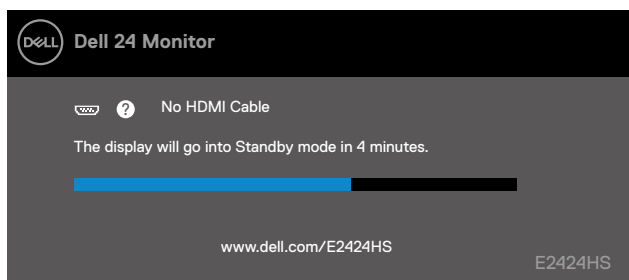 DELL Dell 24 Monitor
? No HDMI Cable
The display will go into Standby mode in 4 minutes.
www.dell.com/E2424HS
E2424HS